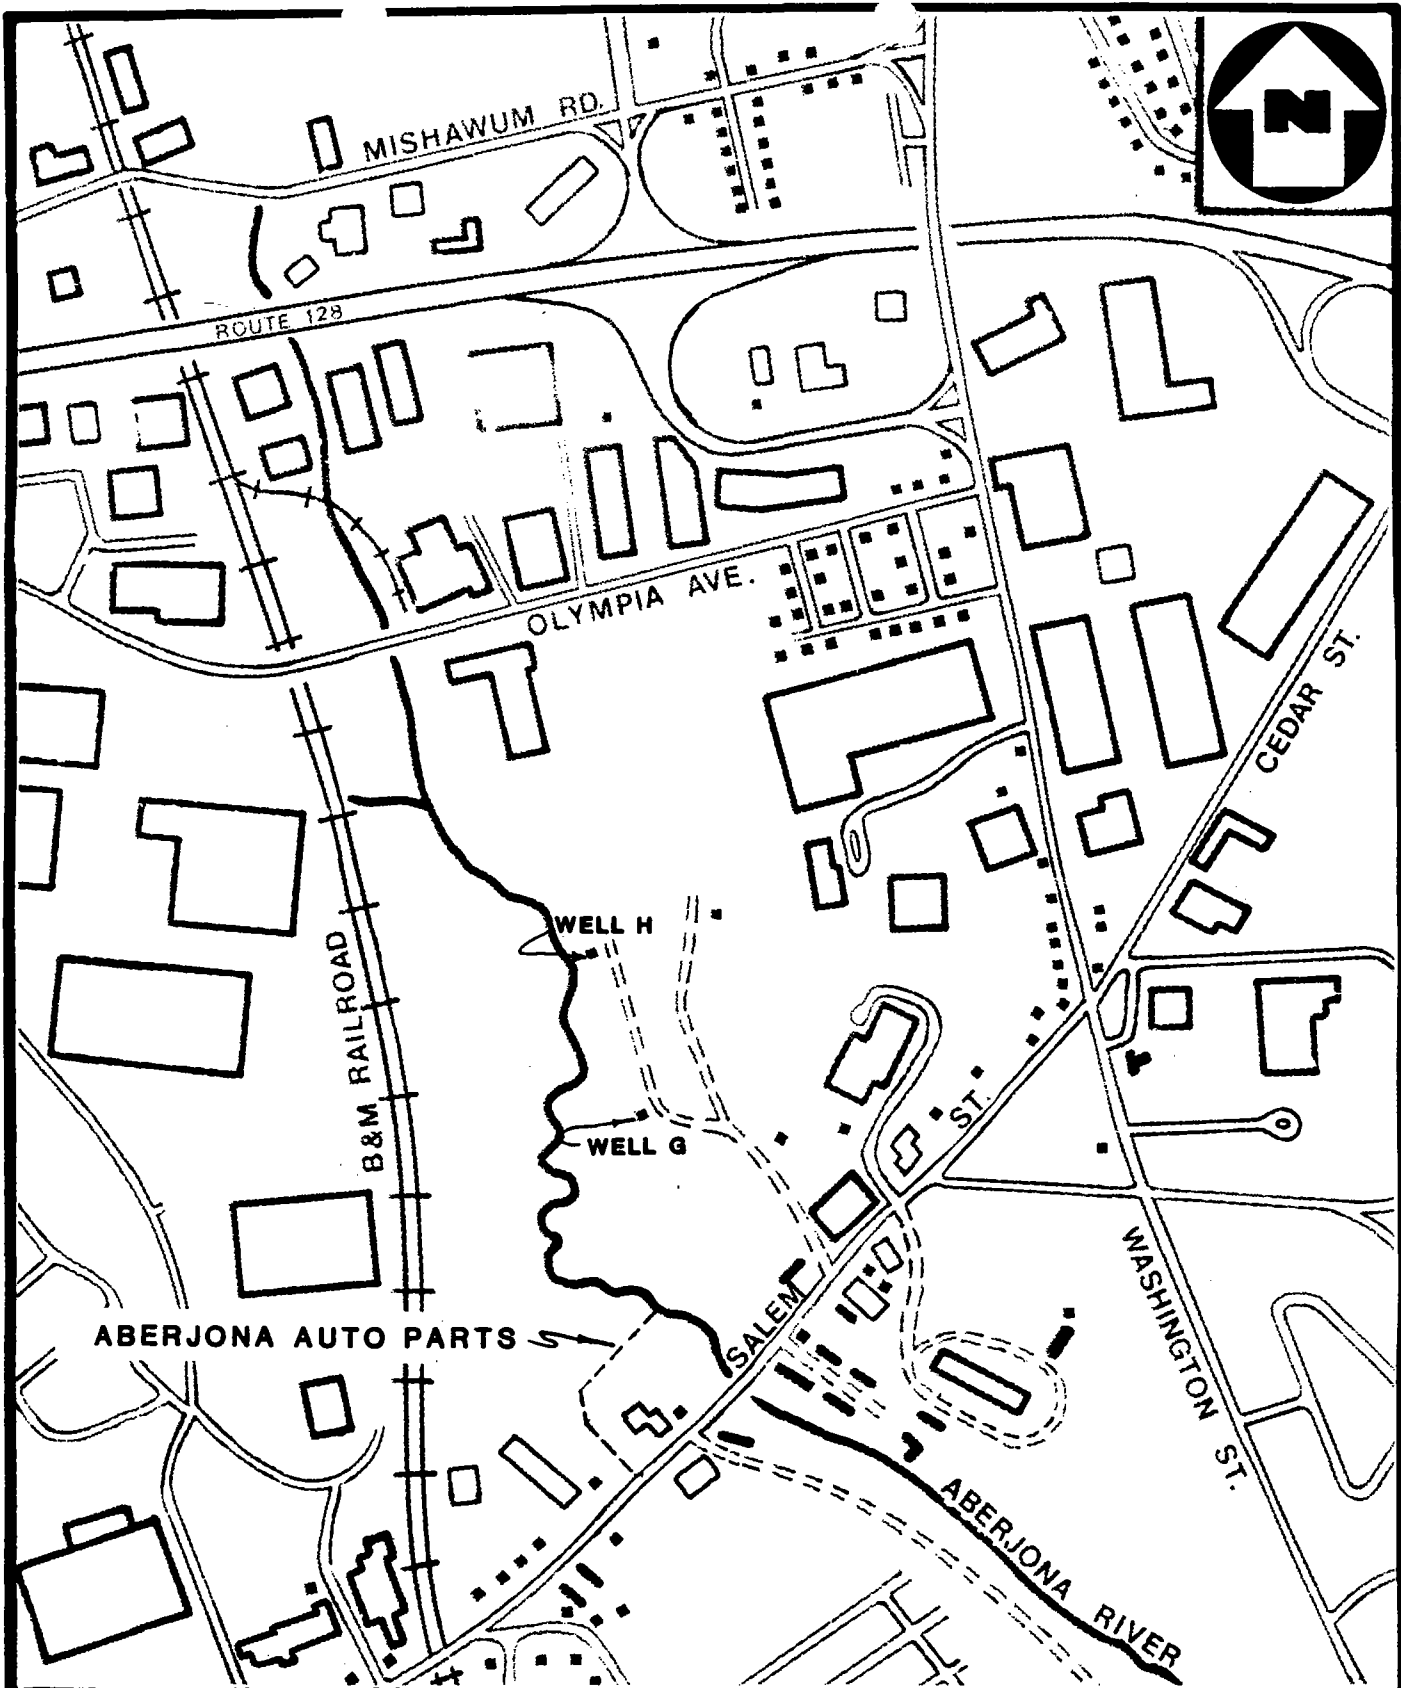 N
MISHAWUM RD.
ROUTE 128
OLYMPIA AVE.
CEDAR ST.
WELL H
B&M RAILROAD
WELL G
SALEM ST.
WASHINGTON ST.
ABERJONA AUTO PARTS
ABERJONA RIVER